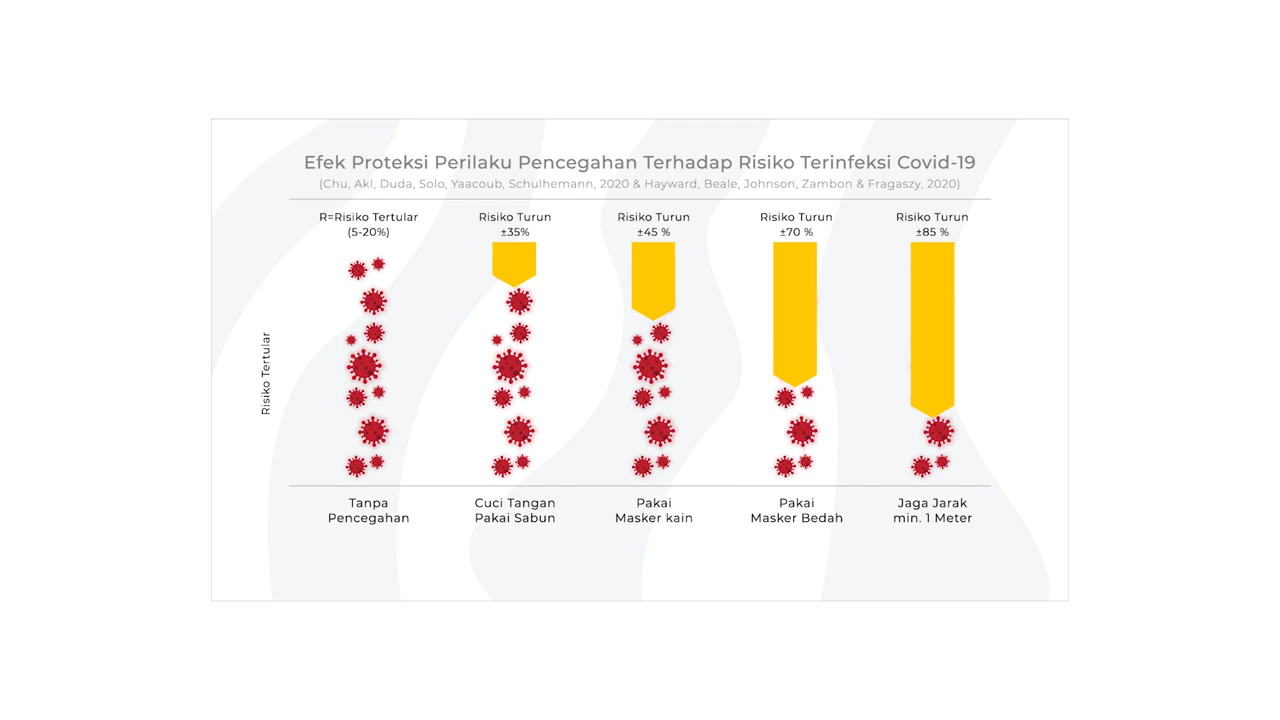 Efek Proteksi Perilaku Pencegahan Terhadap Risiko Terinfeksi Covid-19
(Chu, Akl, Duda, Solo, Yaacoub, Schulhemann, 2020 & Hayward, Beale, Johnson, Zambon & Fragaszy, 2020)
R=Risiko Tertular
(5-20%)
Risiko Turun
±35%
Risiko Turun
±45 %
Risiko Turun
±70 %
Risiko Turun
±85 %
Risiko Tertular
Tanpa
Pencegahan
Cuci Tangan
Pakai Sabun
Pakai
Masker kain
Pakai
Masker Bedah
Jaga Jarak
min. 1 Meter